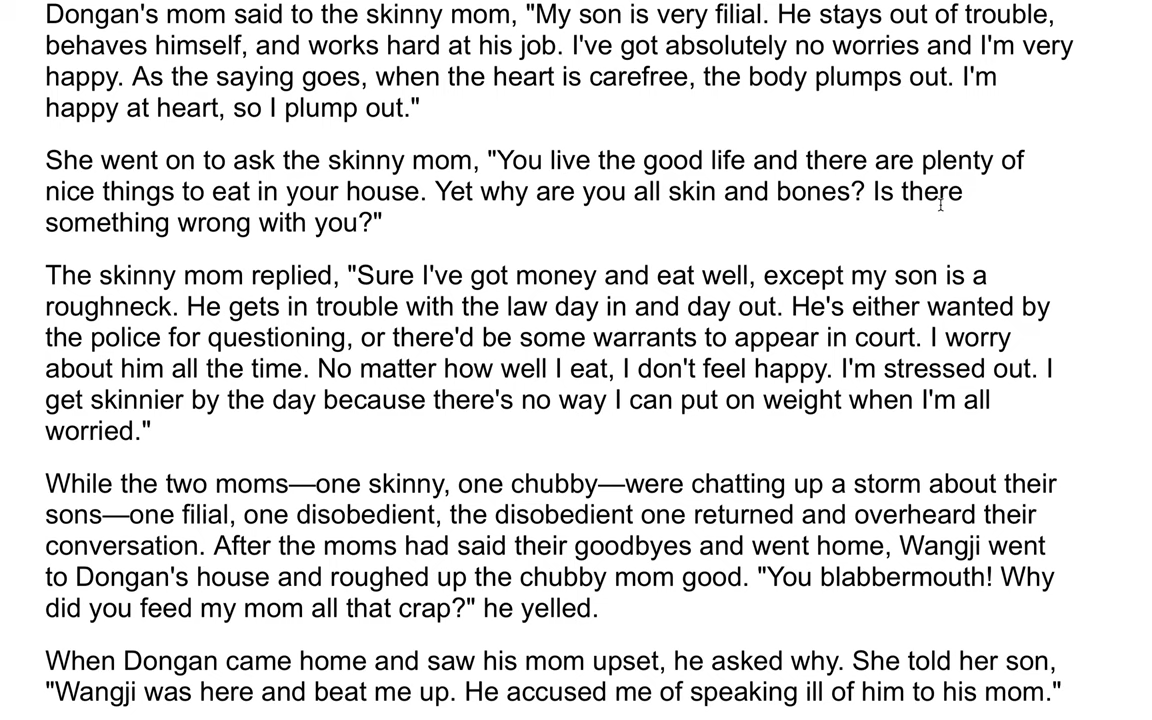 Dongan's mom said to the skinny mom, "My son is very filial. He stays out of trouble,
behaves himself, and works hard at his job. I've got absolutely no worries and I'm very
happy. As the saying goes, when the heart is carefree, the body plumps out. I'm
happy at heart, so I plump out."
She went on to ask the skinny mom, "You live the good life and there are plenty of
nice things to eat in your house. Yet why are you all skin and bones? Is there
something wrong with you?"
The skinny mom replied, "Sure I've got money and eat well, except my son is a
roughneck. He gets in trouble with the law day in and day out. He's either wanted by
the police for questioning, or there'd be some warrants to appear in court. I worry
about him all the time. No matter how well I eat, I don't feel happy. I'm stressed out. I
get skinnier by the day because there's no way I can put on weight when I'm all
worried."
While the two moms—one skinny, one chubby—were chatting up a storm about their
sons—one filial, one disobedient, the disobedient one returned and overheard their
conversation. After the moms had said their goodbyes and went home, Wangji went
to Dongan's house and roughed up the chubby mom good. "You blabbermouth! Why
did you feed my mom all that crap?" he yelled.
When Dongan came home and saw his mom upset, he asked why. She told her son,
"Wangji was here and beat me up. He accused me of speaking ill of him to his mom."